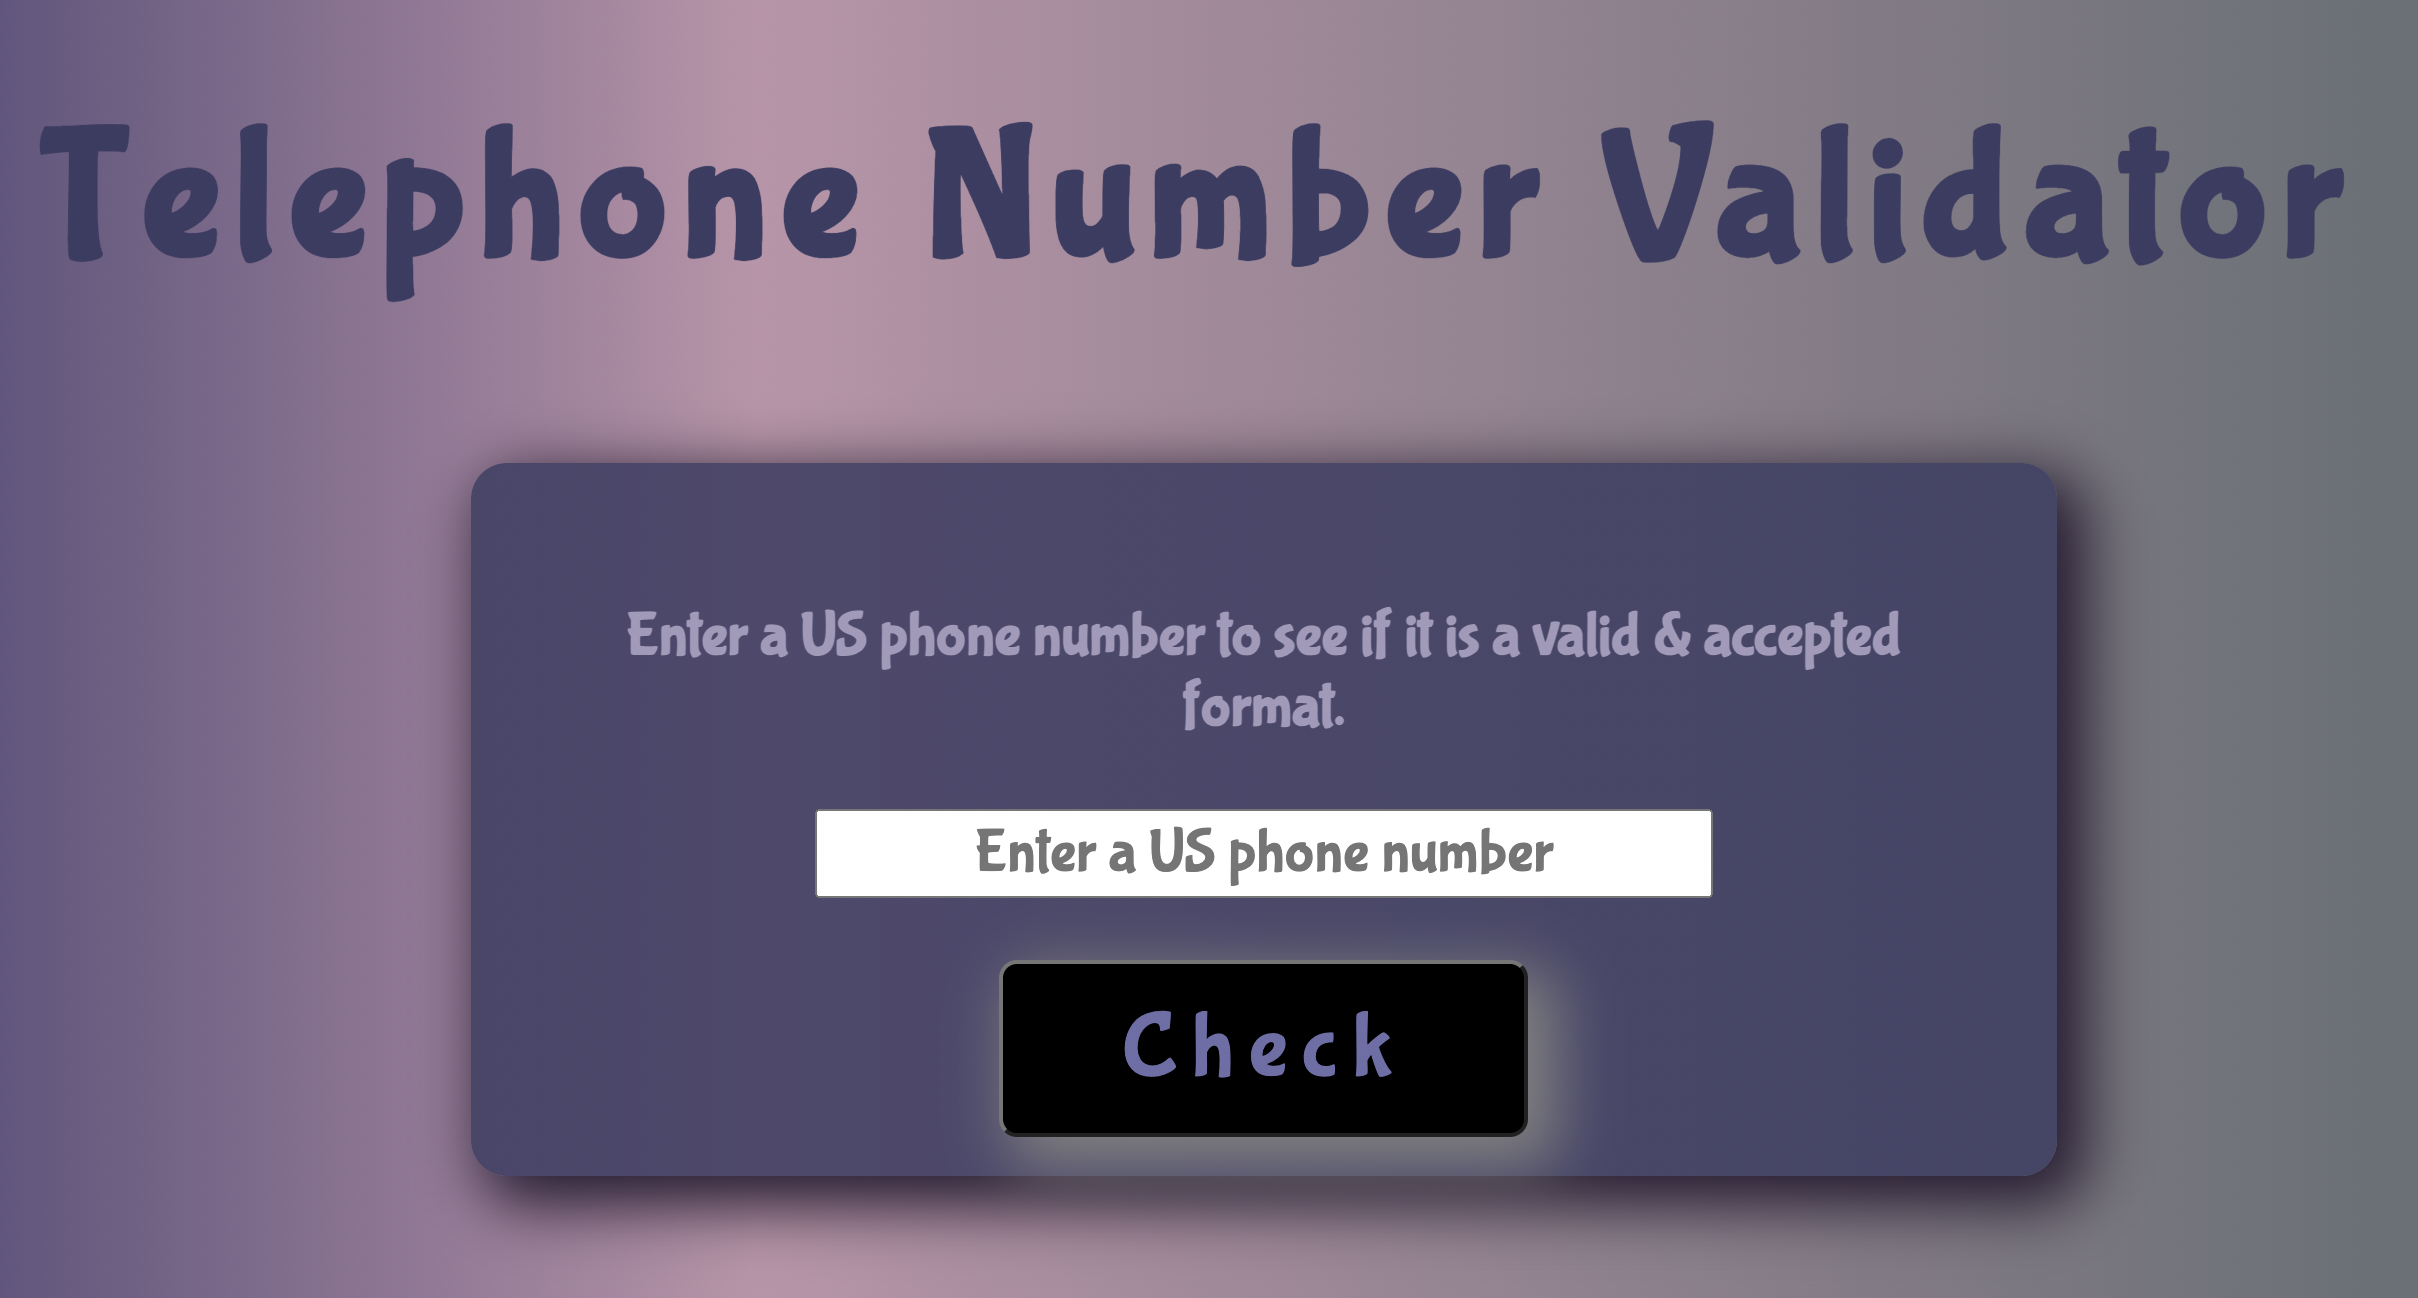 Telephone Number Validator
Enter a US phone number to see if it is a valid & accepted
format.
Enter a US phone number
Check